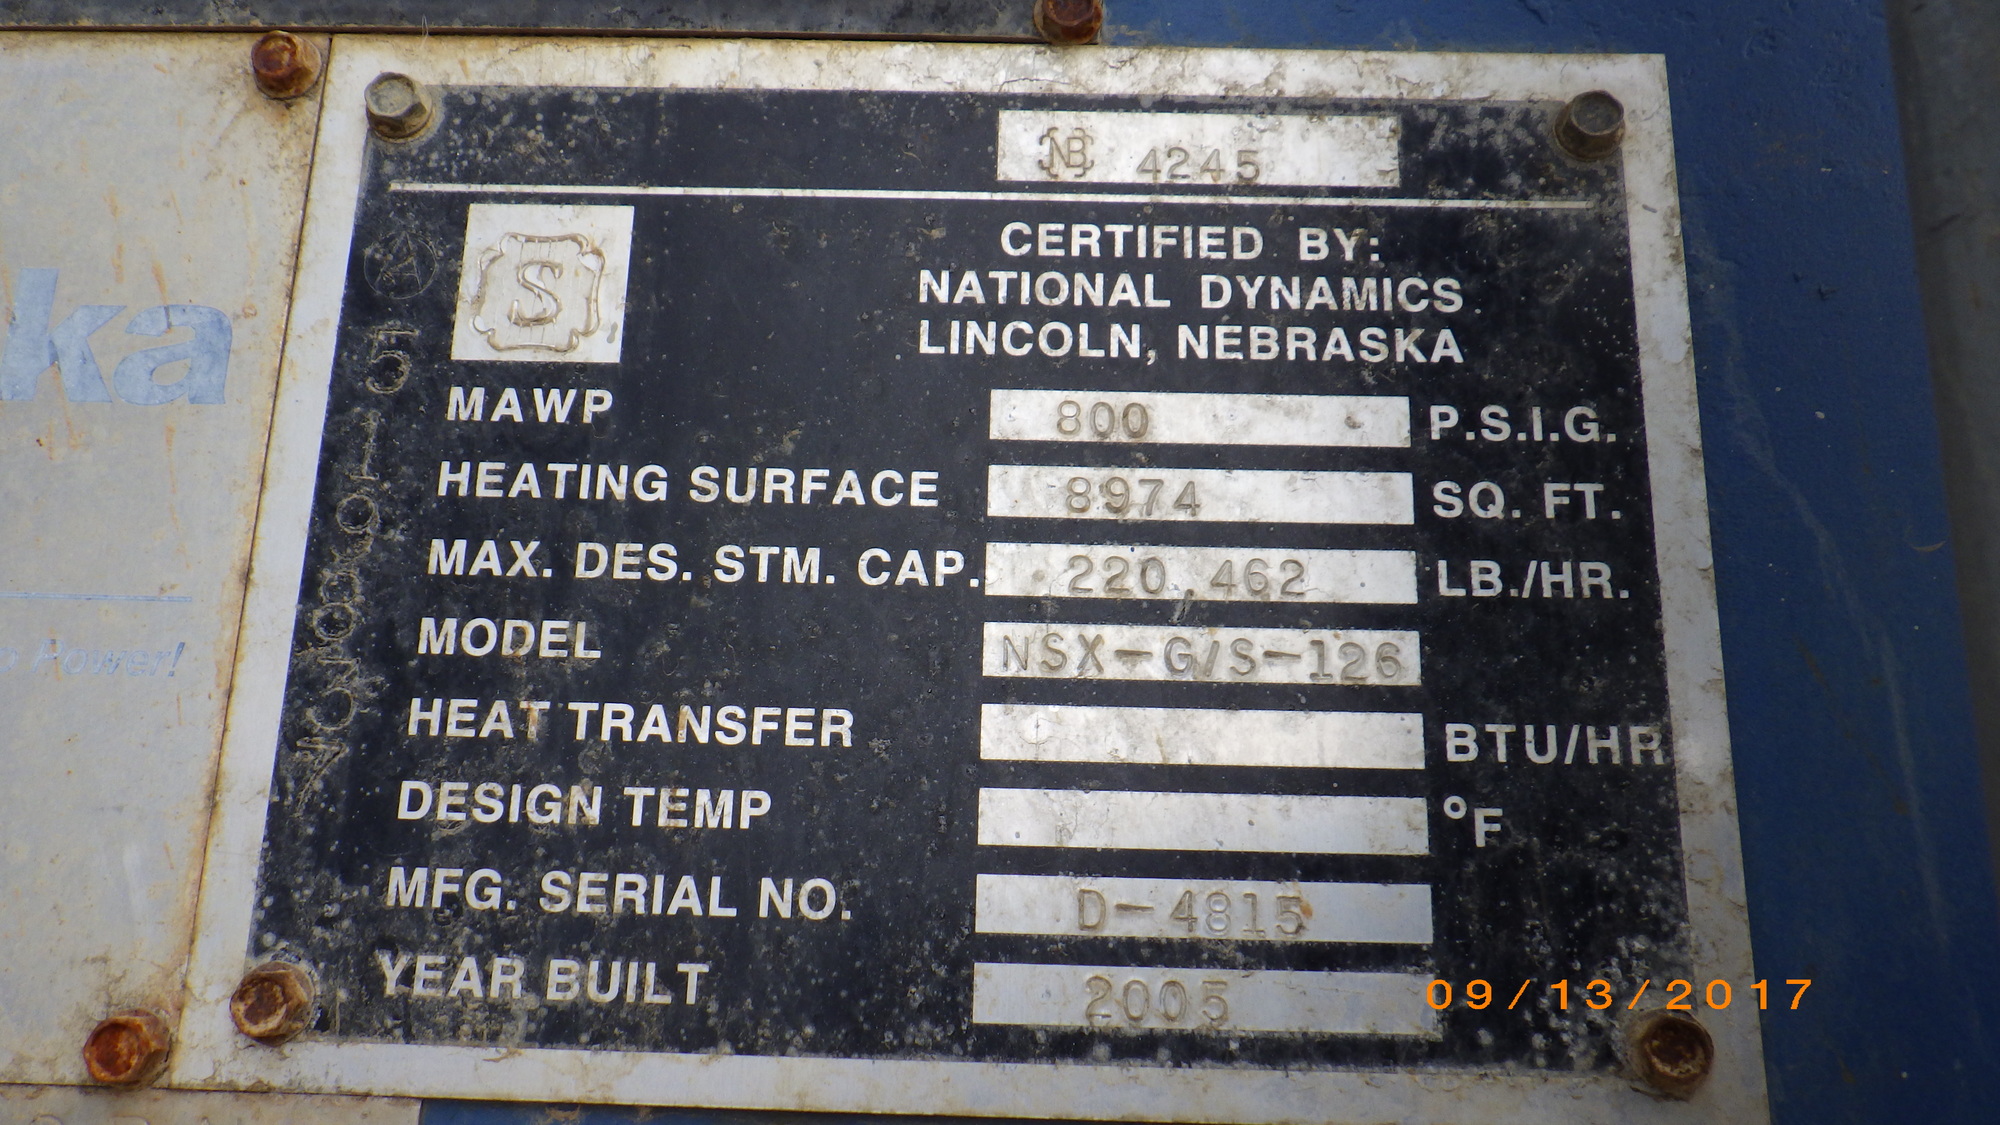 NB 4245
S
CERTIFIED BY:
NATIONAL DYNAMICS
LINCOLN, NEBRASKA
MAWP 800 P.S.I.G.
HEATING SURFACE 8974 SQ. FT.
MAX. DES. STM. CAP. 220,462 LB./HR.
MODEL NSX-G/S-126
HEAT TRANSFER BTU/HR
DESIGN TEMP °F
MFG. SERIAL NO. D-4815
YEAR BUILT 2005
ka
Power!
09/13/2017